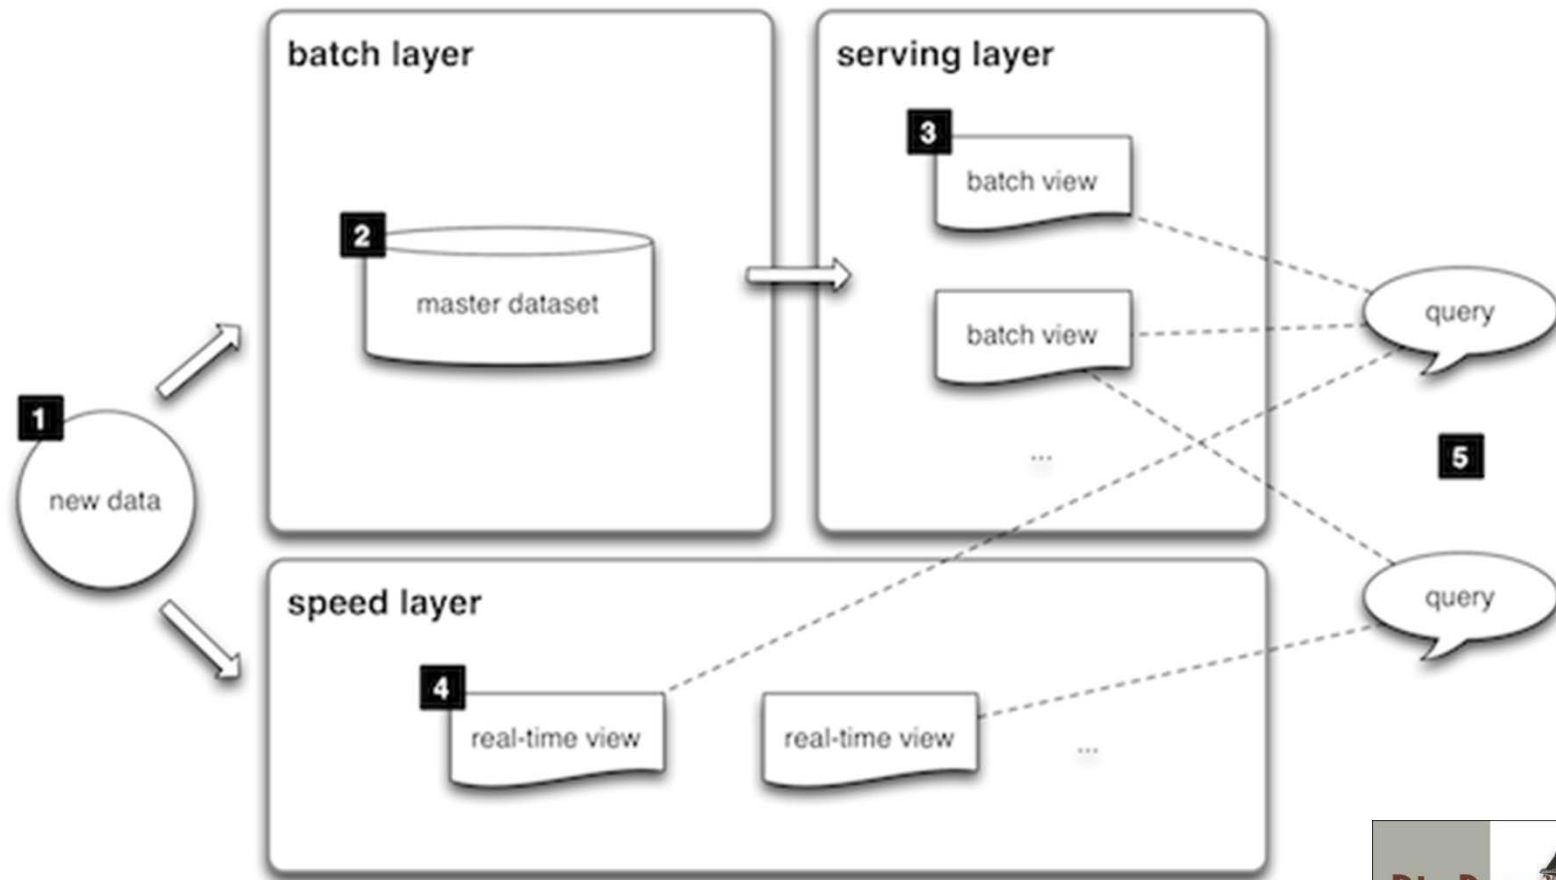 batch layer
serving layer
3
batch view
2
master dataset
batch view
query
1
new data
...
5
speed layer
query
4
real-time view
real-time view
...